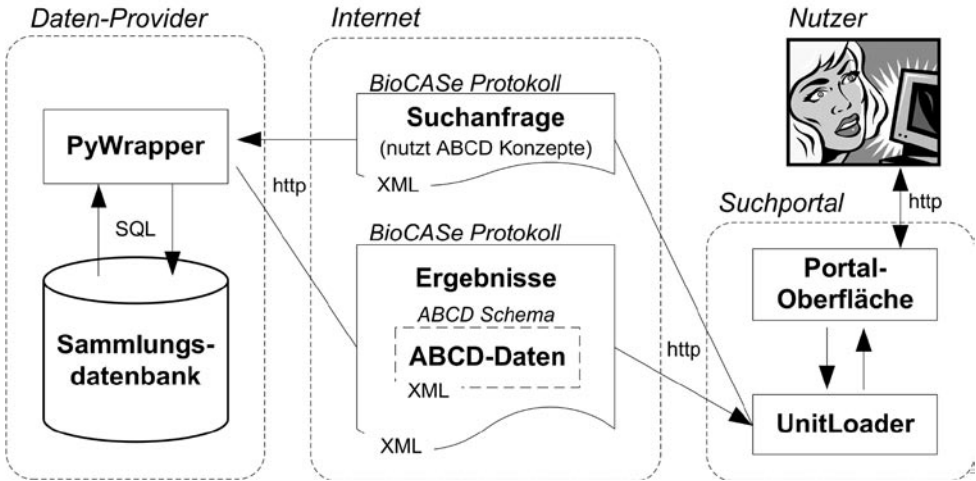 Daten-Provider
PyWrapper
SQL
Sammlungs-
datenbank
http
Internet
BioCASe Protokoll
Suchanfrage
(nutzt ABCD Konzepte)
XML
BioCASe Protokoll
Ergebnisse
ABCD Schema
ABCD-Daten
XML
XML
http
Nutzer
http
Suchportal
Portal-
Oberfläche
UnitLoader